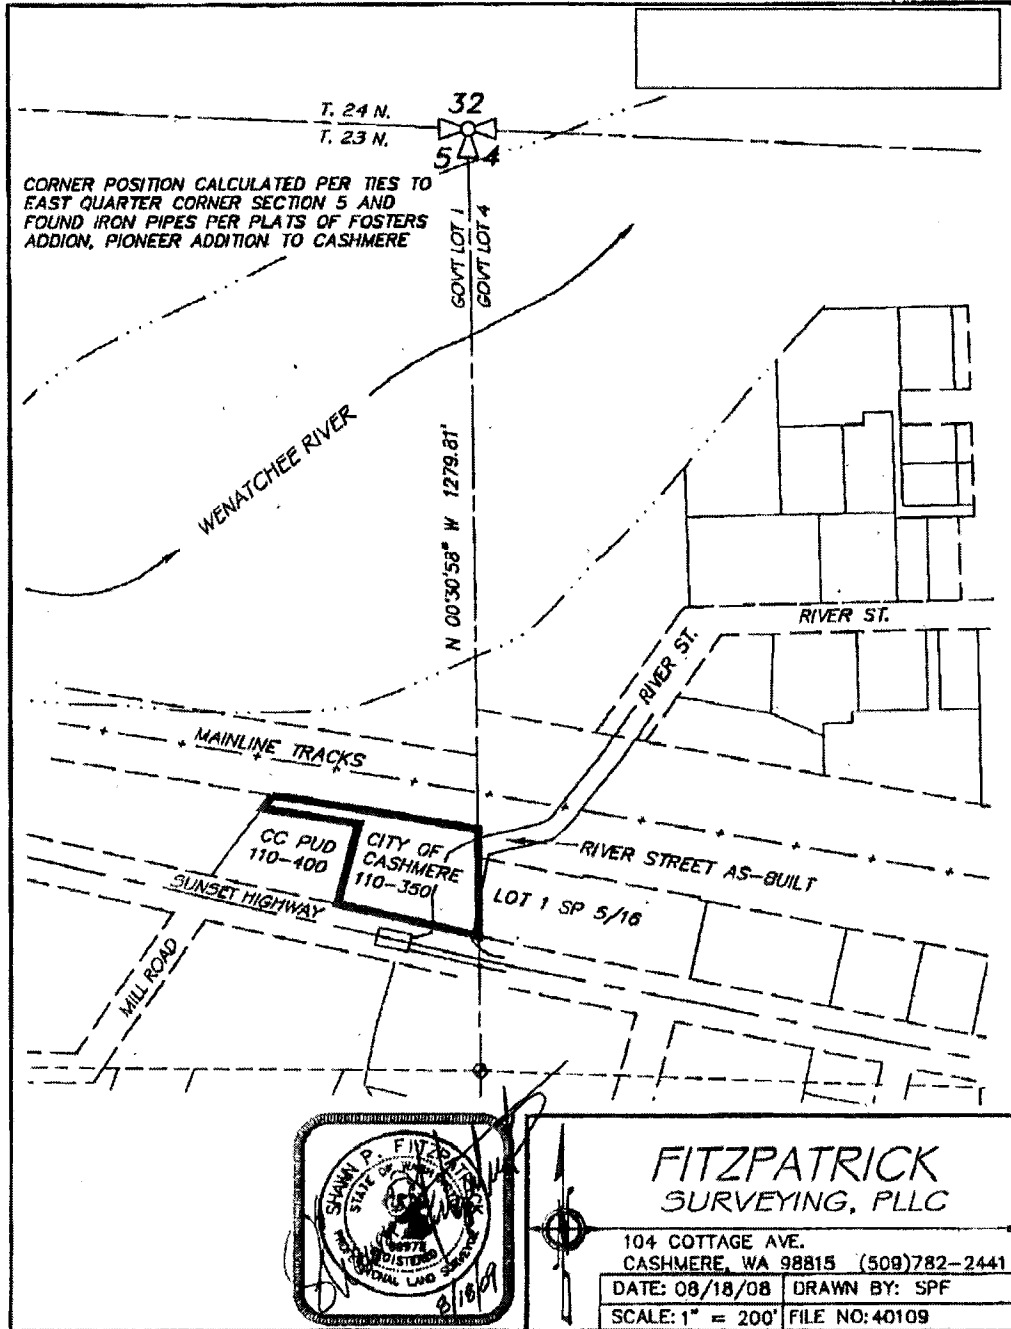 T. 24 N.
32
T. 23 N.
5
4
CORNER POSITION CALCULATED PER TIES TO
EAST QUARTER CORNER SECTION 5 AND
FOUND IRON PIPES PER PLATS OF FOSTERS
ADDION, PIONEER ADDITION TO CASHMERE
GOVT LOT 1
GOVT LOT 4
WENATCHEE RIVER
N 00°30'58" W 1279.81'
RIVER ST.
RIVER ST.
MAINLINE TRACKS
CC PUD
110-400
CITY OF
CASHMERE
110-350
RIVER STREET AS-BUILT
LOT 1 SP 5/16
SUNSET HIGHWAY
MILL ROAD
SHAWN P. FITZPATRICK
STATE OF WASH
REGISTERED
PROFESSIONAL LAND SURVEYOR
8/18/09
FITZPATRICK
SURVEYING, PLLC
104 COTTAGE AVE.
CASHMERE, WA 98815 (509)782-2441
DATE: 08/18/08 DRAWN BY: SPF
SCALE: 1" = 200' FILE NO: 40109